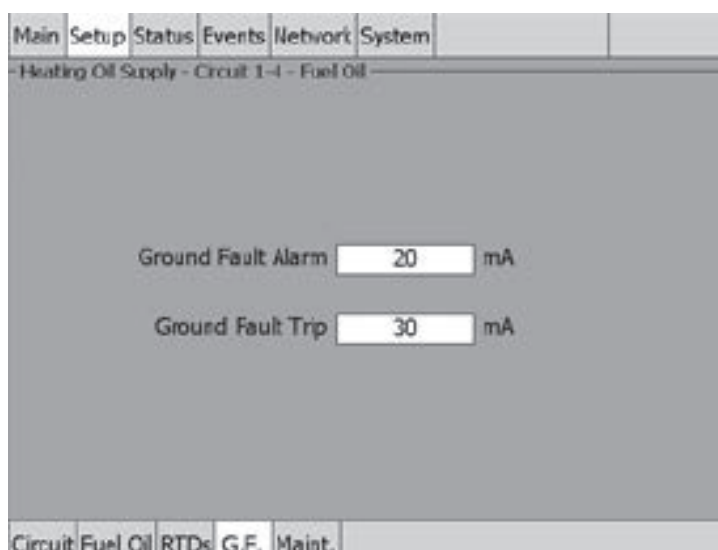 Main Setup Status Events Network System
Heating Oil Supply - Circuit 1-4 - Fuel Oil
Ground Fault Alarm 20 mA
Ground Fault Trip 30 mA
Circuit Fuel Oil RTDs G.F. Maint.